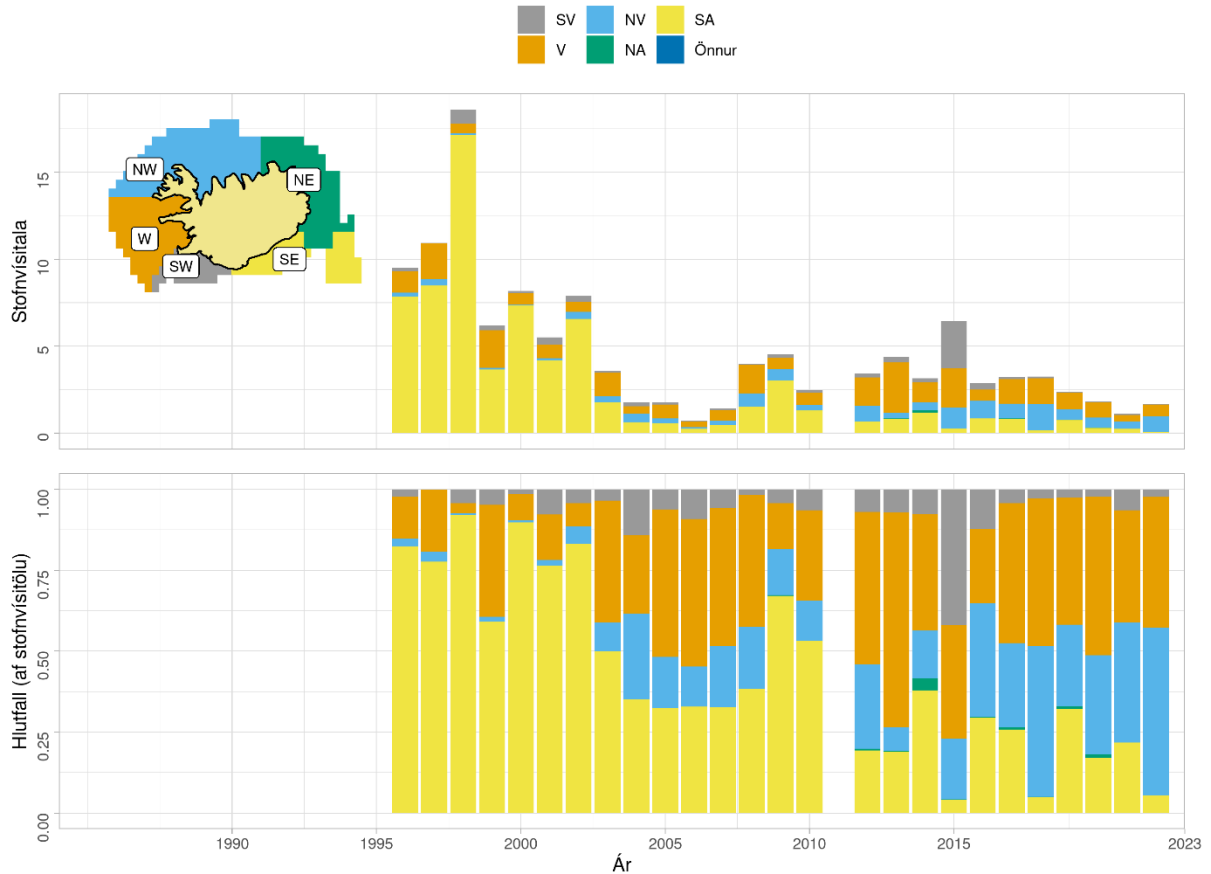 SV NV SA
V NA Önnur
Stofnvísitala
15
10
5
0
NW
NE
W
SW
SE
Hlutfall (af stofnvísitölu)
1.00
0.75
0.50
0.25
0.00
1990 1995 2000 2005 2010 2015 2023
Ár